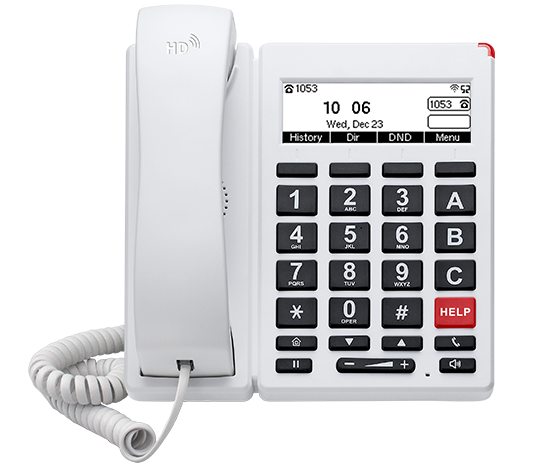 HD
1053
10 06
1053
Wed, Dec 23
History Dir DND Menu
1 2 ABC 3 DEF A
4 GHI 5 JKL 6 MNO B
7 PQRS 8 TUV 9 WXYZ C
* 0 OPER # HELP
− +